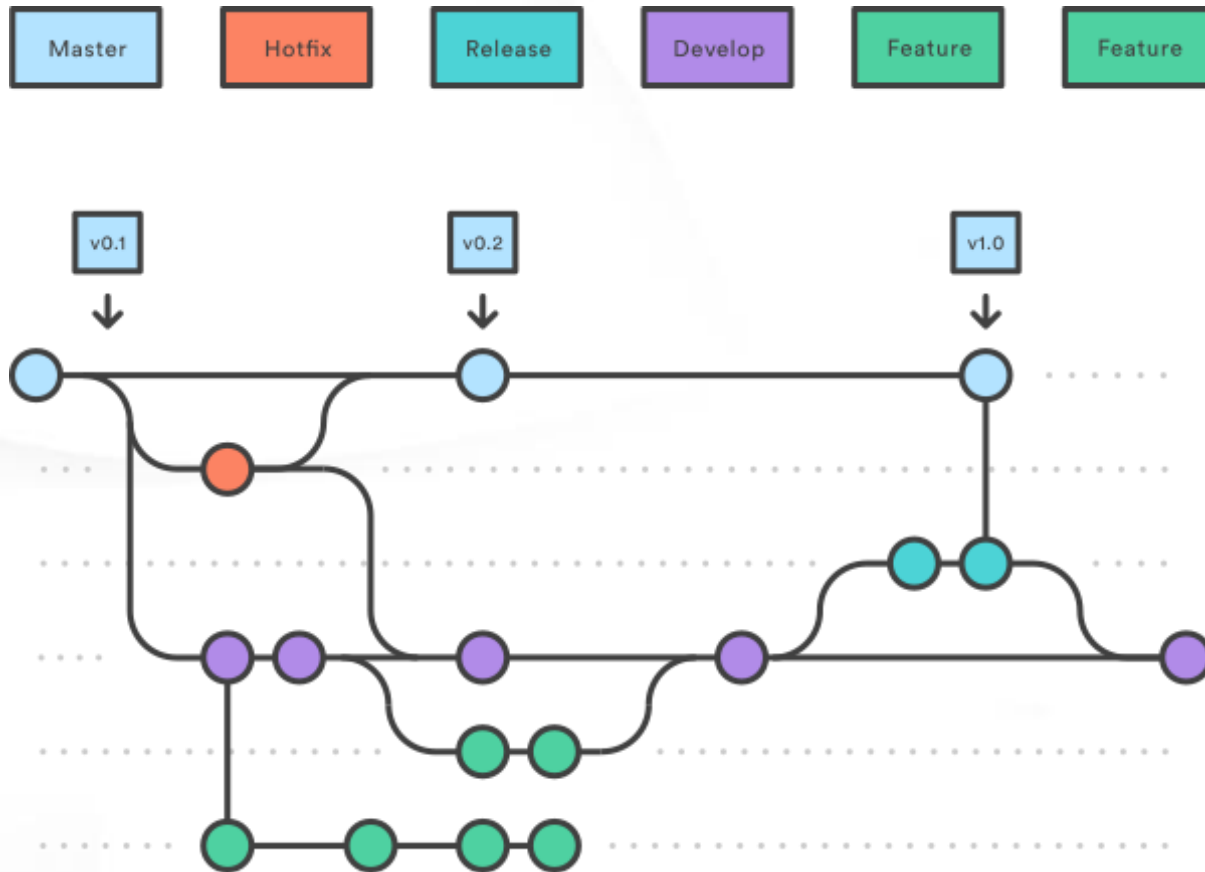 Master
Hotfix
Release
Develop
Feature
Feature
v0.1
v0.2
v1.0